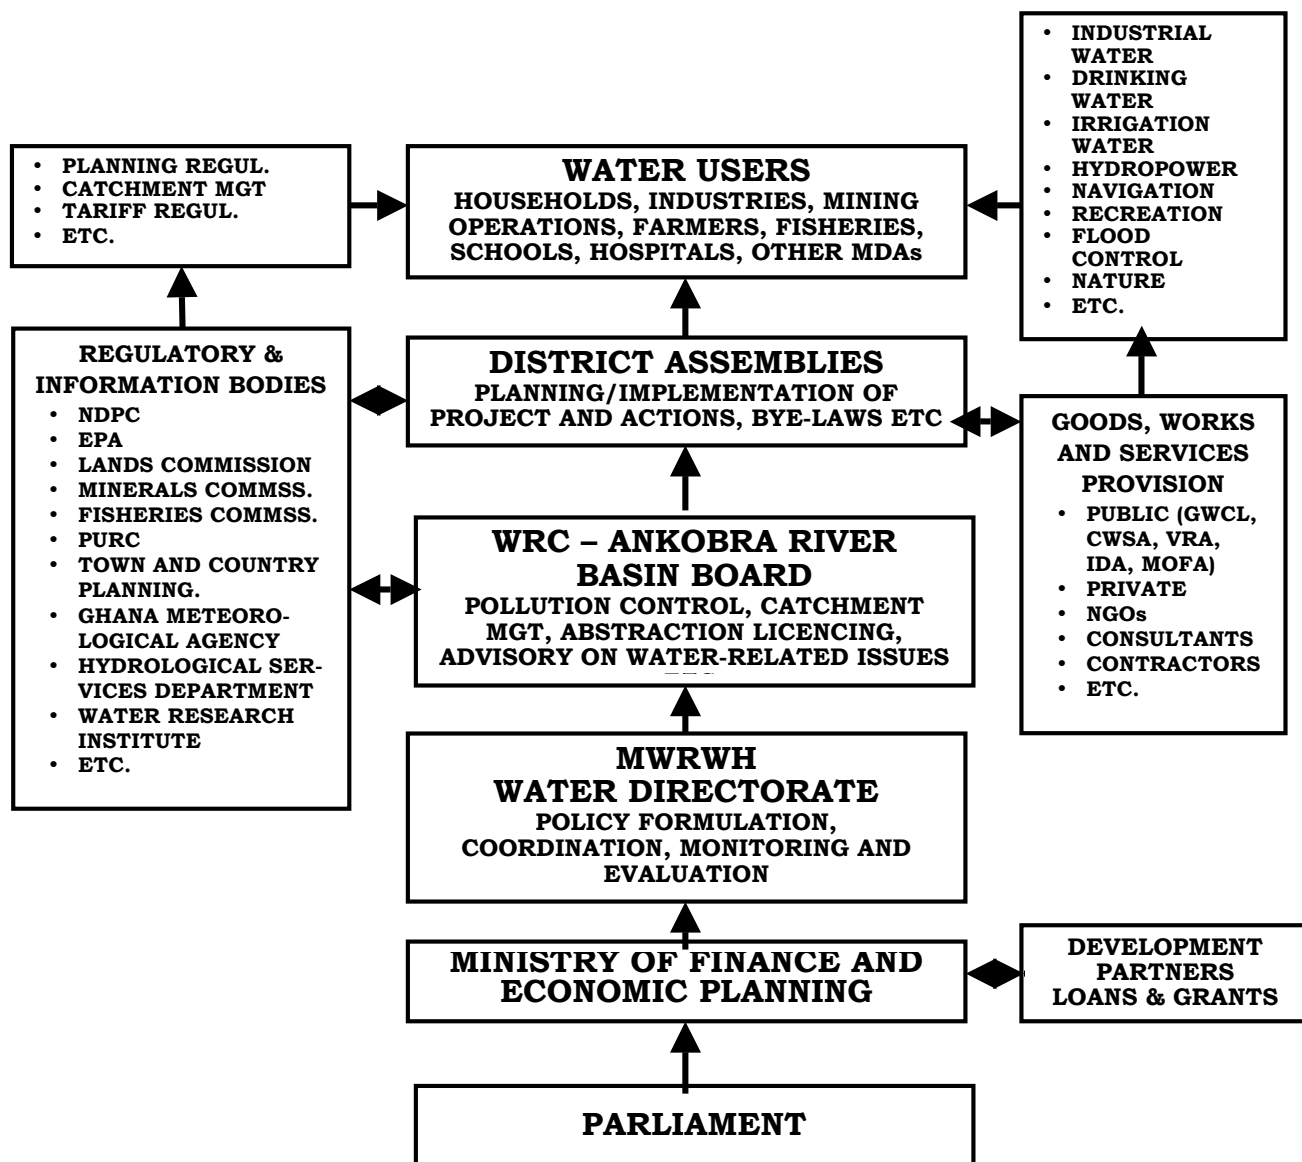 • INDUSTRIAL
WATER
• DRINKING
WATER
• IRRIGATION
WATER
• HYDROPOWER
• NAVIGATION
• RECREATION
• FLOOD
CONTROL
• NATURE
• ETC.
• PLANNING REGUL.
• CATCHMENT MGT
• TARIFF REGUL.
• ETC.
WATER USERS
HOUSEHOLDS, INDUSTRIES, MINING
OPERATIONS, FARMERS, FISHERIES,
SCHOOLS, HOSPITALS, OTHER MDAs
REGULATORY &
INFORMATION BODIES
• NDPC
• EPA
• LANDS COMMISSION
• MINERALS COMMSS.
• FISHERIES COMMSS.
• PURC
• TOWN AND COUNTRY
PLANNING.
• GHANA METEORO-
LOGICAL AGENCY
• HYDROLOGICAL SER-
VICES DEPARTMENT
• WATER RESEARCH
INSTITUTE
• ETC.
DISTRICT ASSEMBLIES
PLANNING/IMPLEMENTATION OF
PROJECT AND ACTIONS, BYE-LAWS ETC
GOODS, WORKS
AND SERVICES
PROVISION
• PUBLIC (GWCL,
CWSA, VRA,
IDA, MOFA)
• PRIVATE
• NGOs
• CONSULTANTS
• CONTRACTORS
• ETC.
WRC – ANKOBRA RIVER
BASIN BOARD
POLLUTION CONTROL, CATCHMENT
MGT, ABSTRACTION LICENCING,
ADVISORY ON WATER-RELATED ISSUES
MWRWH
WATER DIRECTORATE
POLICY FORMULATION,
COORDINATION, MONITORING AND
EVALUATION
MINISTRY OF FINANCE AND
ECONOMIC PLANNING
DEVELOPMENT
PARTNERS
LOANS & GRANTS
PARLIAMENT